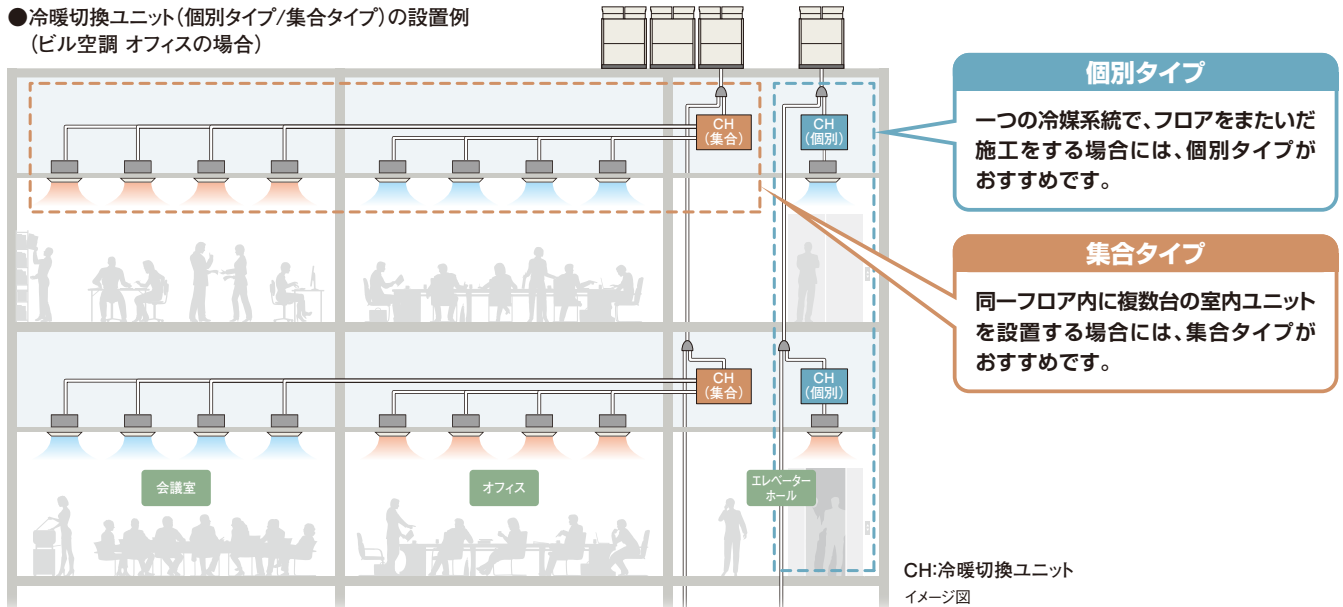 ●冷暖切換ユニット（個別タイプ/集合タイプ）の設置例
（ビル空調 オフィスの場合）
個別タイプ
一つの冷媒系統で、フロアをまたいだ
施工をする場合には、個別タイプが
おすすめです。
CH
（集合）
CH
（個別）
集合タイプ
同一フロア内に複数台の室内ユニット
を設置する場合には、集合タイプが
おすすめです。
CH
（集合）
CH
（個別）
会議室
オフィス
エレベーター
ホール
CH:冷暖切換ユニット
イメージ図